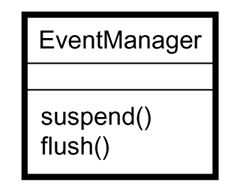 EventManager
suspend()
flush()